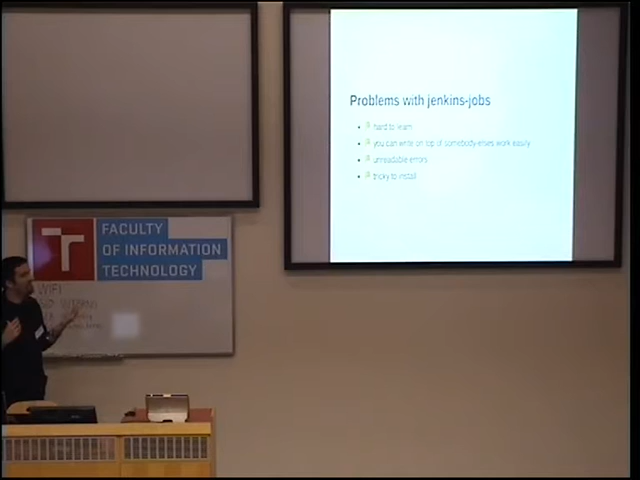 Problems with jenkins-jobs
hard to learn
you can write on top of somebody-elses work easily
unreadable errors
tricky to install
FACULTY
OF INFORMATION
TECHNOLOGY
WIFI